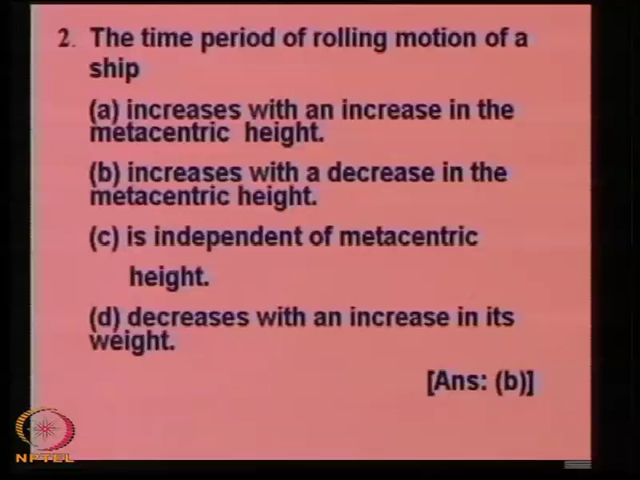 2. The time period of rolling motion of a
ship
(a) increases with an increase in the
metacentric height.
(b) increases with a decrease in the
metacentric height.
(c) is independent of metacentric
height.
(d) decreases with an increase in its
weight.
[Ans: (b)]
NPTEL